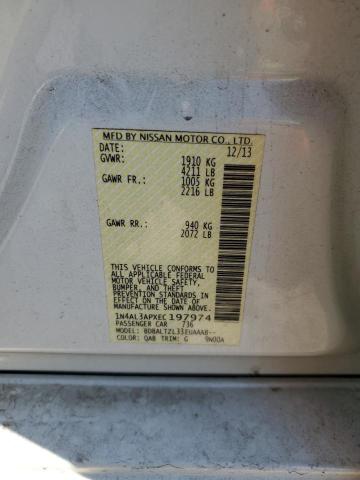 MFD BY NISSAN MOTOR CO., LTD.
DATE: 12/13
GVWR: 1910 KG
4211 LB
GAWR FR.: 1005 KG
2216 LB
GAWR RR.: 940 KG
2072 LB
THIS VEHICLE CONFORMS TO ALL
APPLICABLE FEDERAL
MOTOR VEHICLE SAFETY,
BUMPER, AND THEFT
PREVENTION STANDARDS IN
EFFECT ON THE DATE OF
MANUFACTURE SHOWN ABOVE.
1N4AL3APXEC197974
PASSENGER CAR 736
MODEL: BDBALTZL33EUAAAB--
COLOR: QAB TRIM: G 9N00A